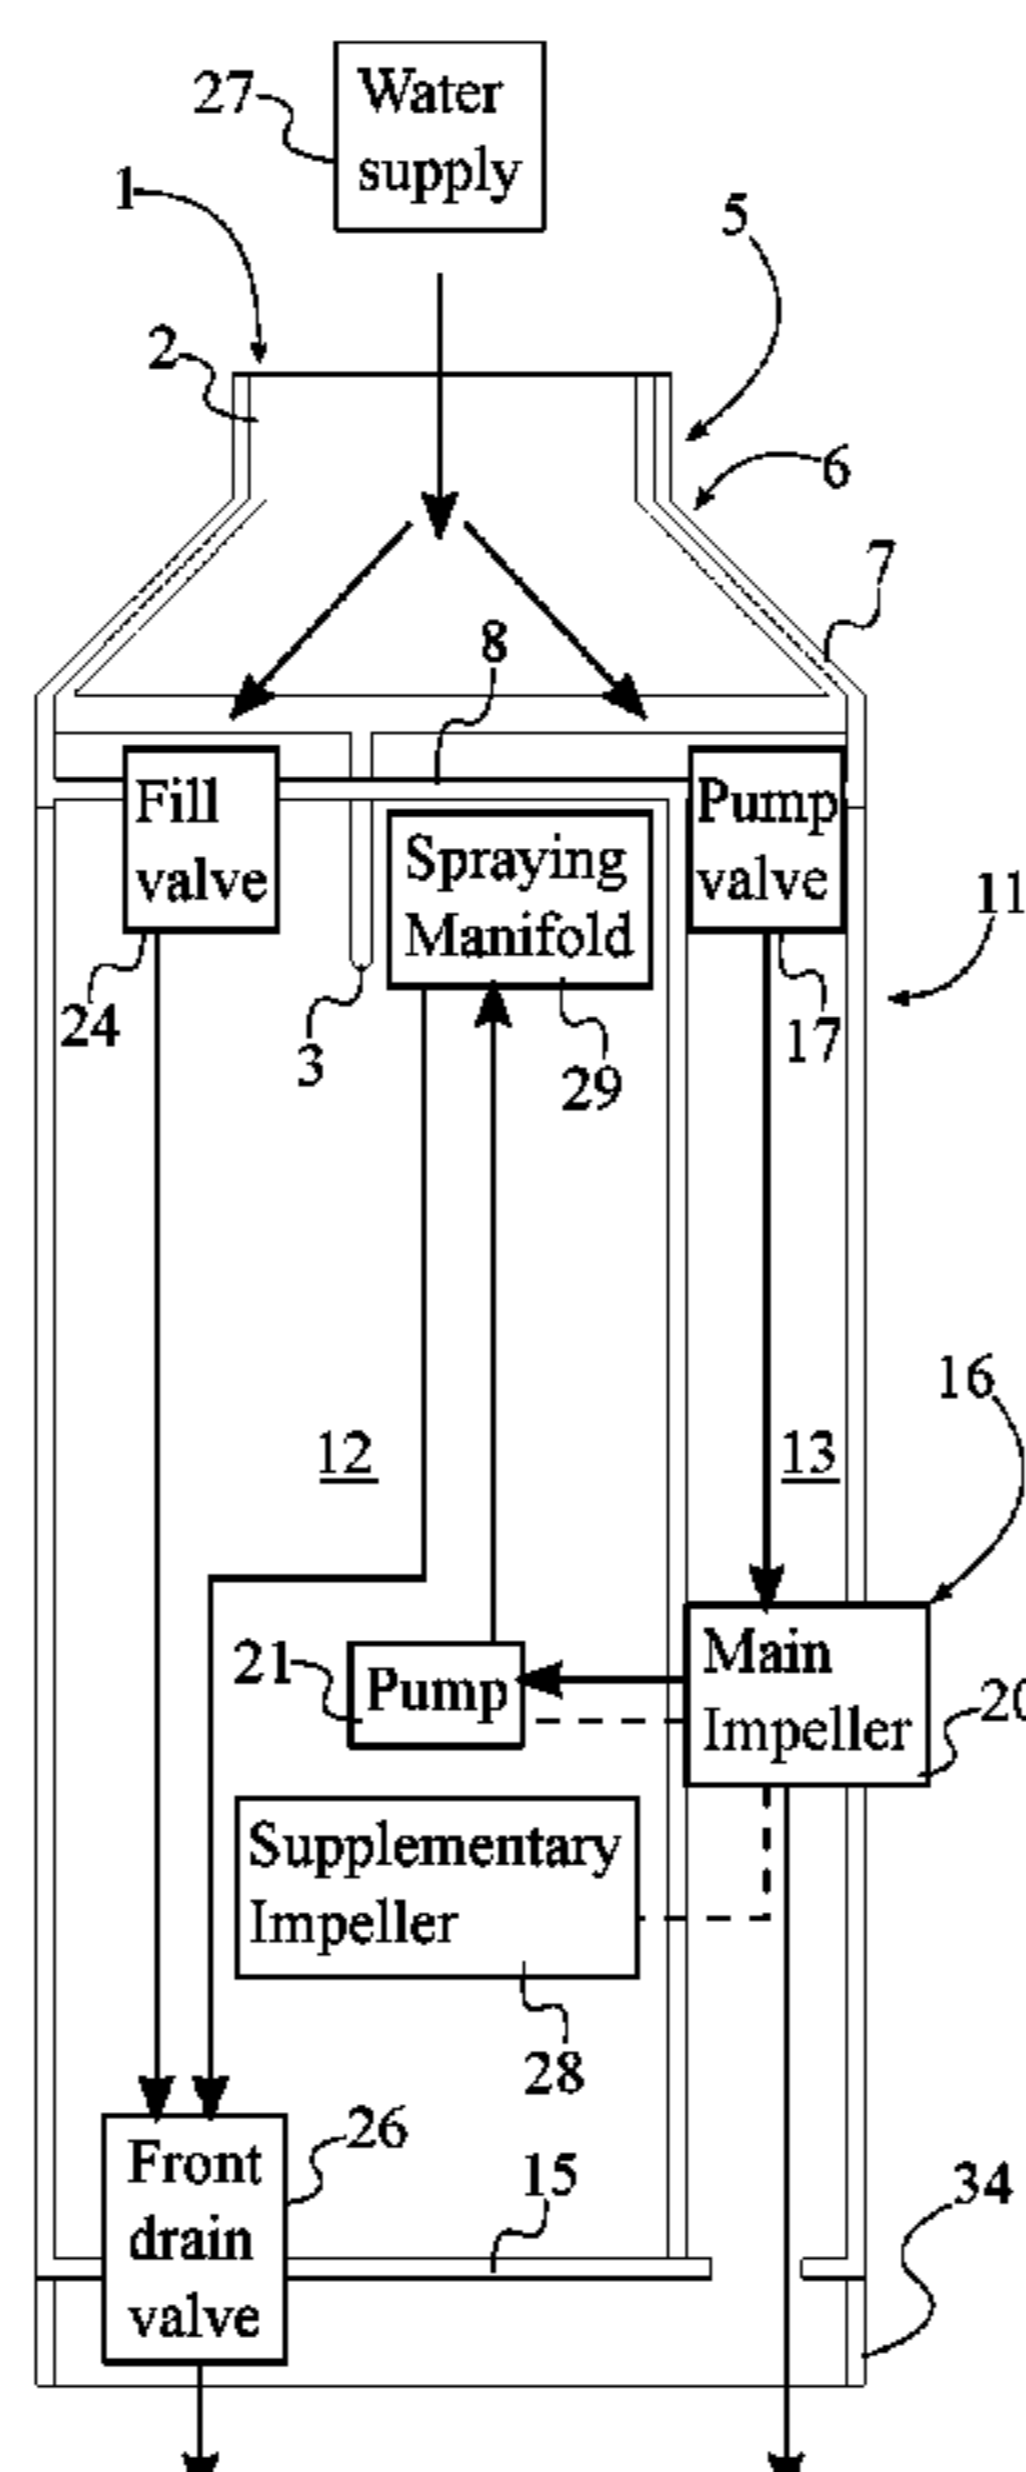 27
Water
supply
1
5
2
6
7
8
Fill
valve
Pump
valve
Spraying
Manifold
11
24
3
29
17
16
12
13
21
Pump
Main
Impeller
20
Supplementary
Impeller
28
26
Front
drain
valve
15
34